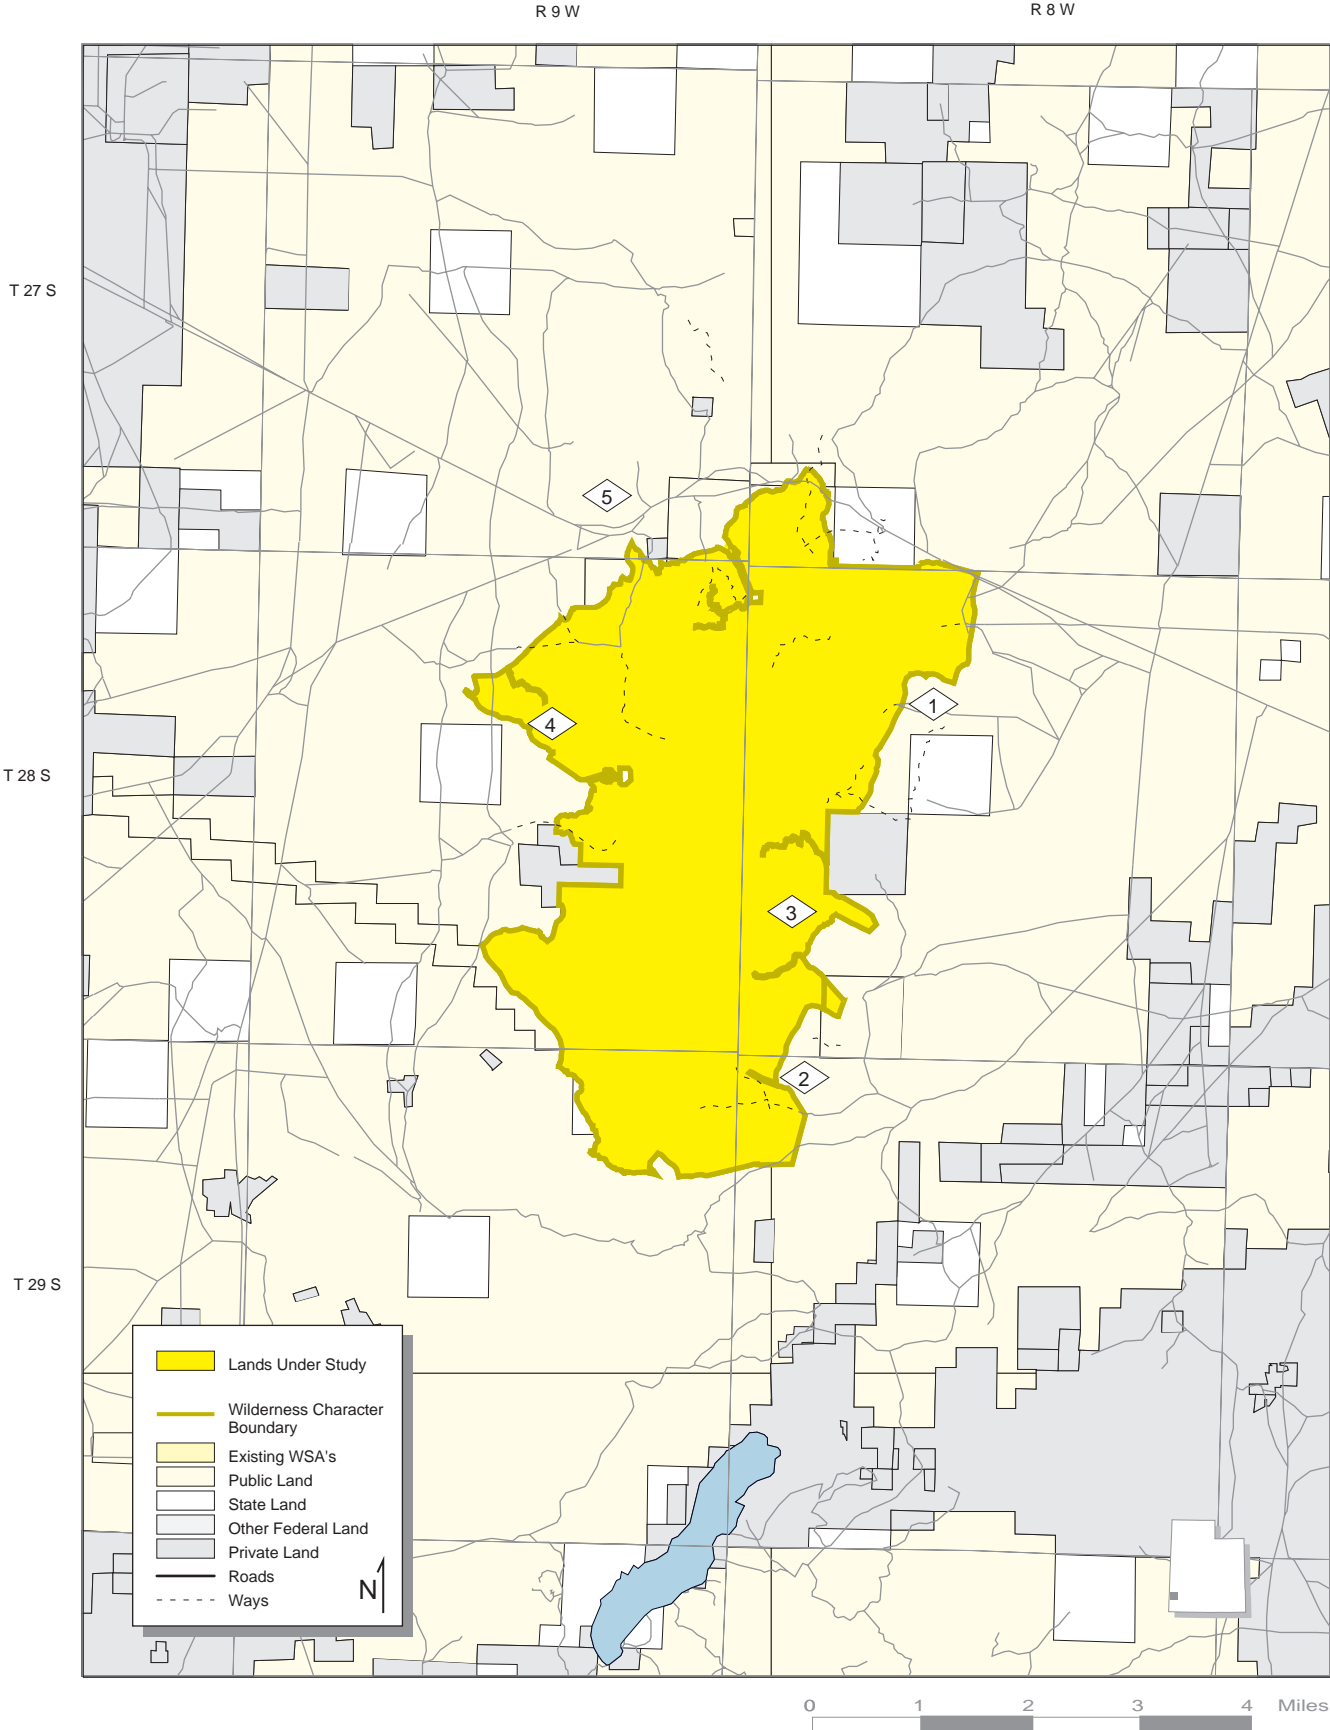 R 9 W
R 8 W
T 27 S
5
1
4
T 28 S
3
2
T 29 S
Lands Under Study
Wilderness Character
Boundary
Existing WSA's
Public Land
State Land
Other Federal Land
Private Land
Roads
Ways
N
0 1 2 3 4 Miles